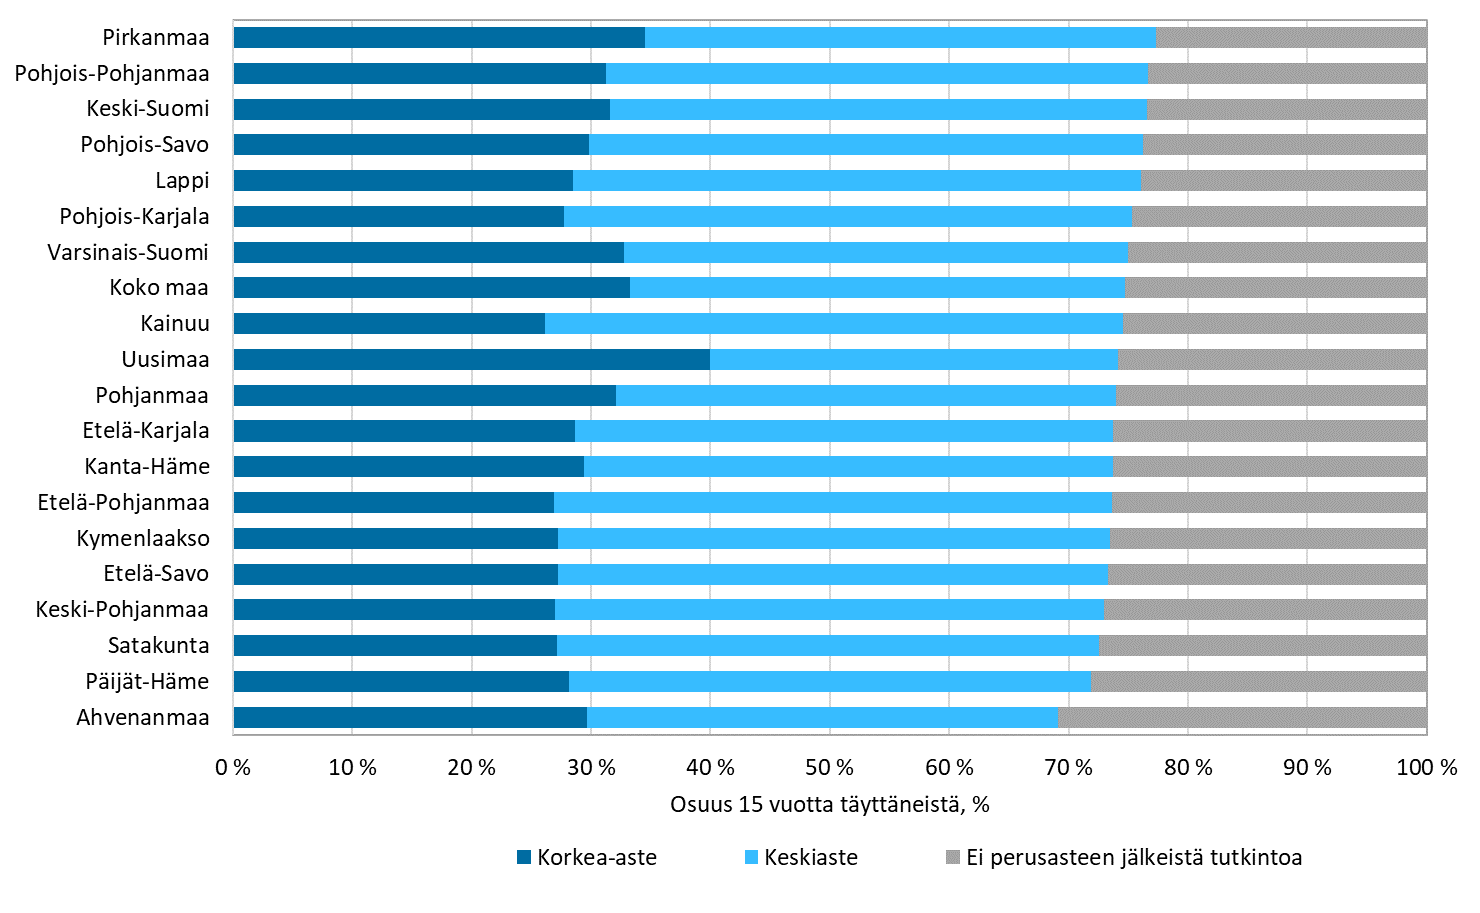 Pirkanmaa
Pohjois-Pohjanmaa
Keski-Suomi
Pohjois-Savo
Lappi
Pohjois-Karjala
Varsinais-Suomi
Koko maa
Kainuu
Uusimaa
Pohjanmaa
Etelä-Karjala
Kanta-Häme
Etelä-Pohjanmaa
Kymenlaakso
Etelä-Savo
Keski-Pohjanmaa
Satakunta
Päijät-Häme
Ahvenanmaa
0 % 10 % 20 % 30 % 40 % 50 % 60 % 70 % 80 % 90 % 100 %
Osuus 15 vuotta täyttäneistä, %
Korkea-aste Keskiaste Ei perusasteen jälkeistä tutkintoa